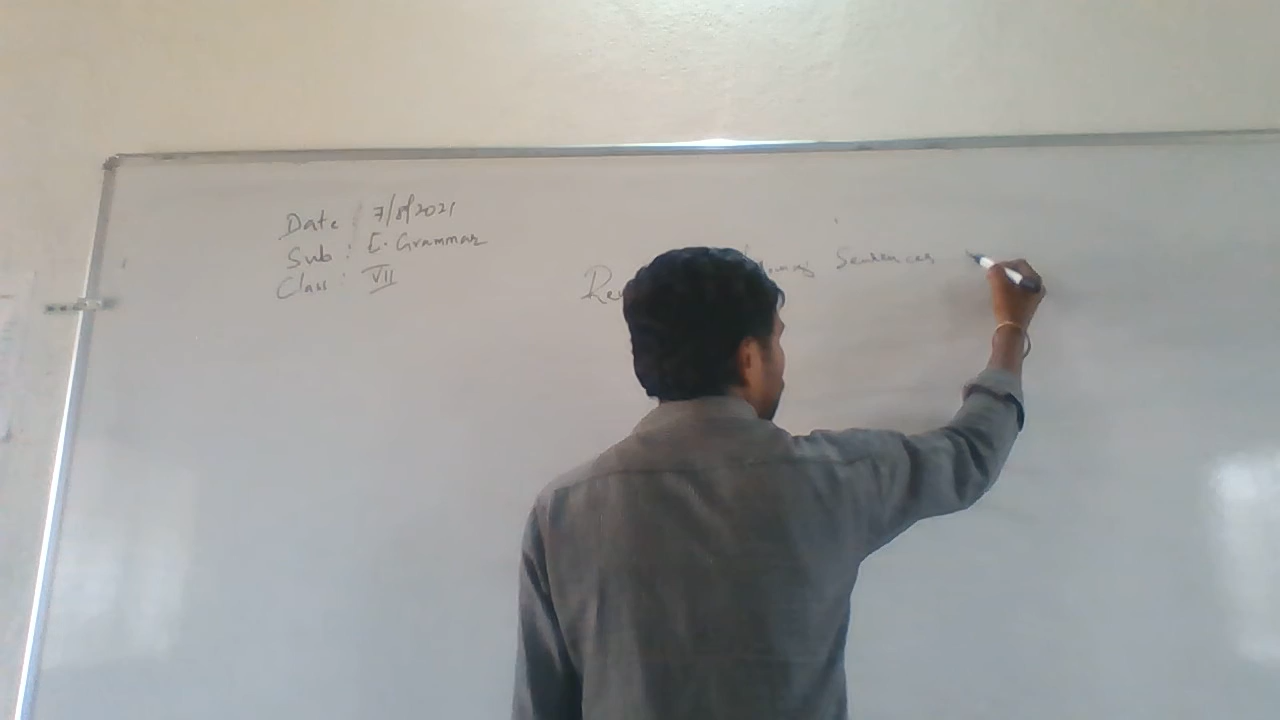 Date : 7/8/2021
Sub : E. Grammar
Class : VII
Sentences